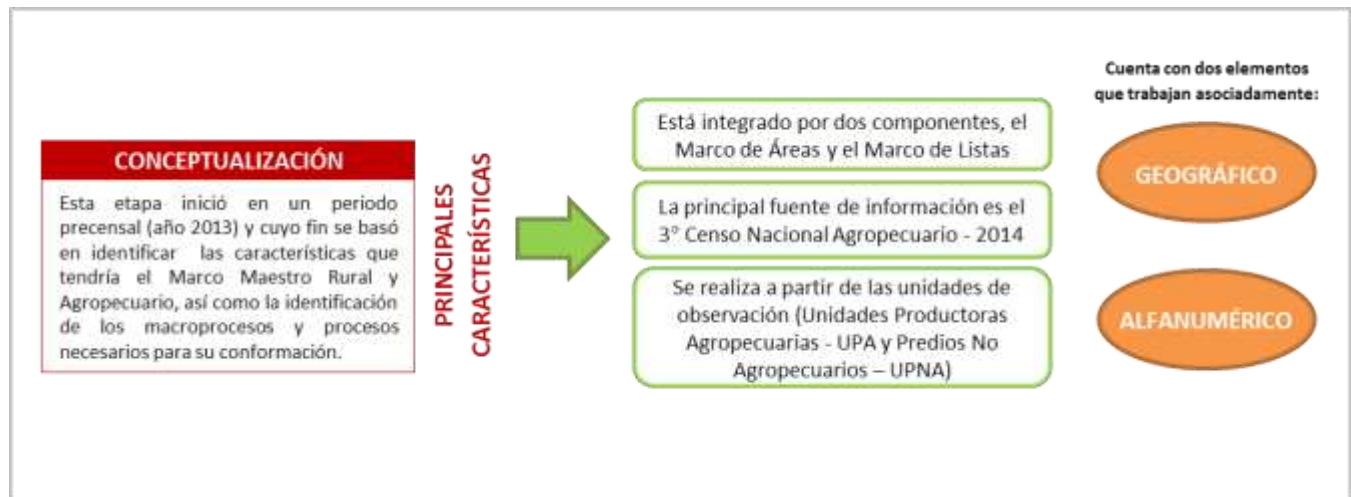 CONCEPTUALIZACIÓN
Esta etapa inició en un periodo
precensal (año 2013) y cuyo fin se basó
en identificar las características que
tendría el Marco Maestro Rural y
Agropecuario, así como la identificación
de los macroprocesos y procesos
necesarios para su conformación.
PRINCIPALES
CARACTERÍSTICAS
Está integrado por dos componentes, el
Marco de Áreas y el Marco de Listas
La principal fuente de información es el
3° Censo Nacional Agropecuario - 2014
Se realiza a partir de las unidades de
observación (Unidades Productoras
Agropecuarias - UPA y Predios No
Agropecuarios – UPNA)
Cuenta con dos elementos
que trabajan asociadamente:
GEOGRÁFICO
ALFANUMÉRICO